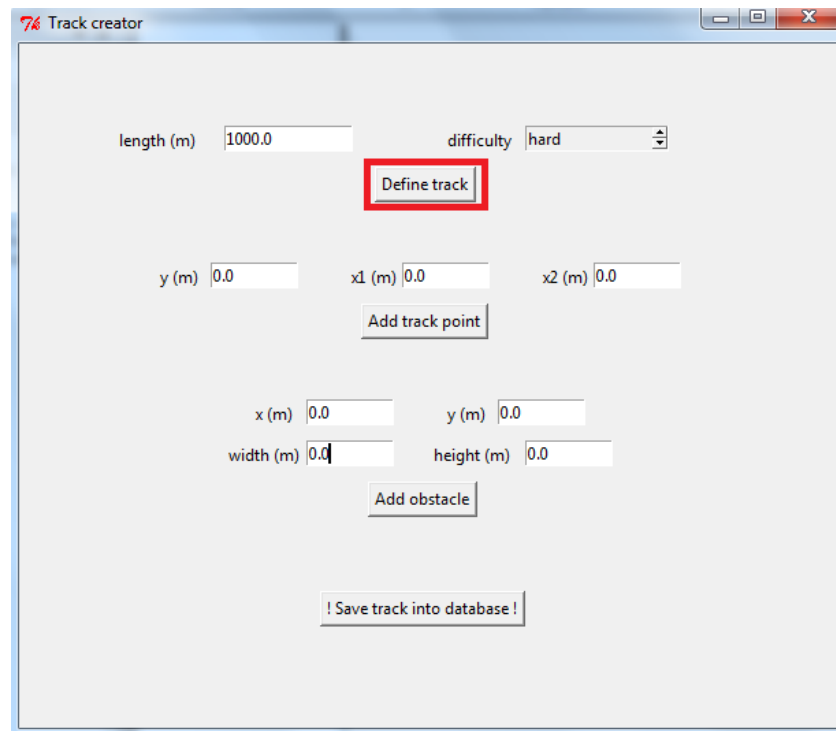 Track creator
length (m) 1000.0 difficulty hard
Define track
y (m) 0.0 x1 (m) 0.0 x2 (m) 0.0
Add track point
x (m) 0.0 y (m) 0.0
width (m) 0.0 height (m) 0.0
Add obstacle
! Save track into database !